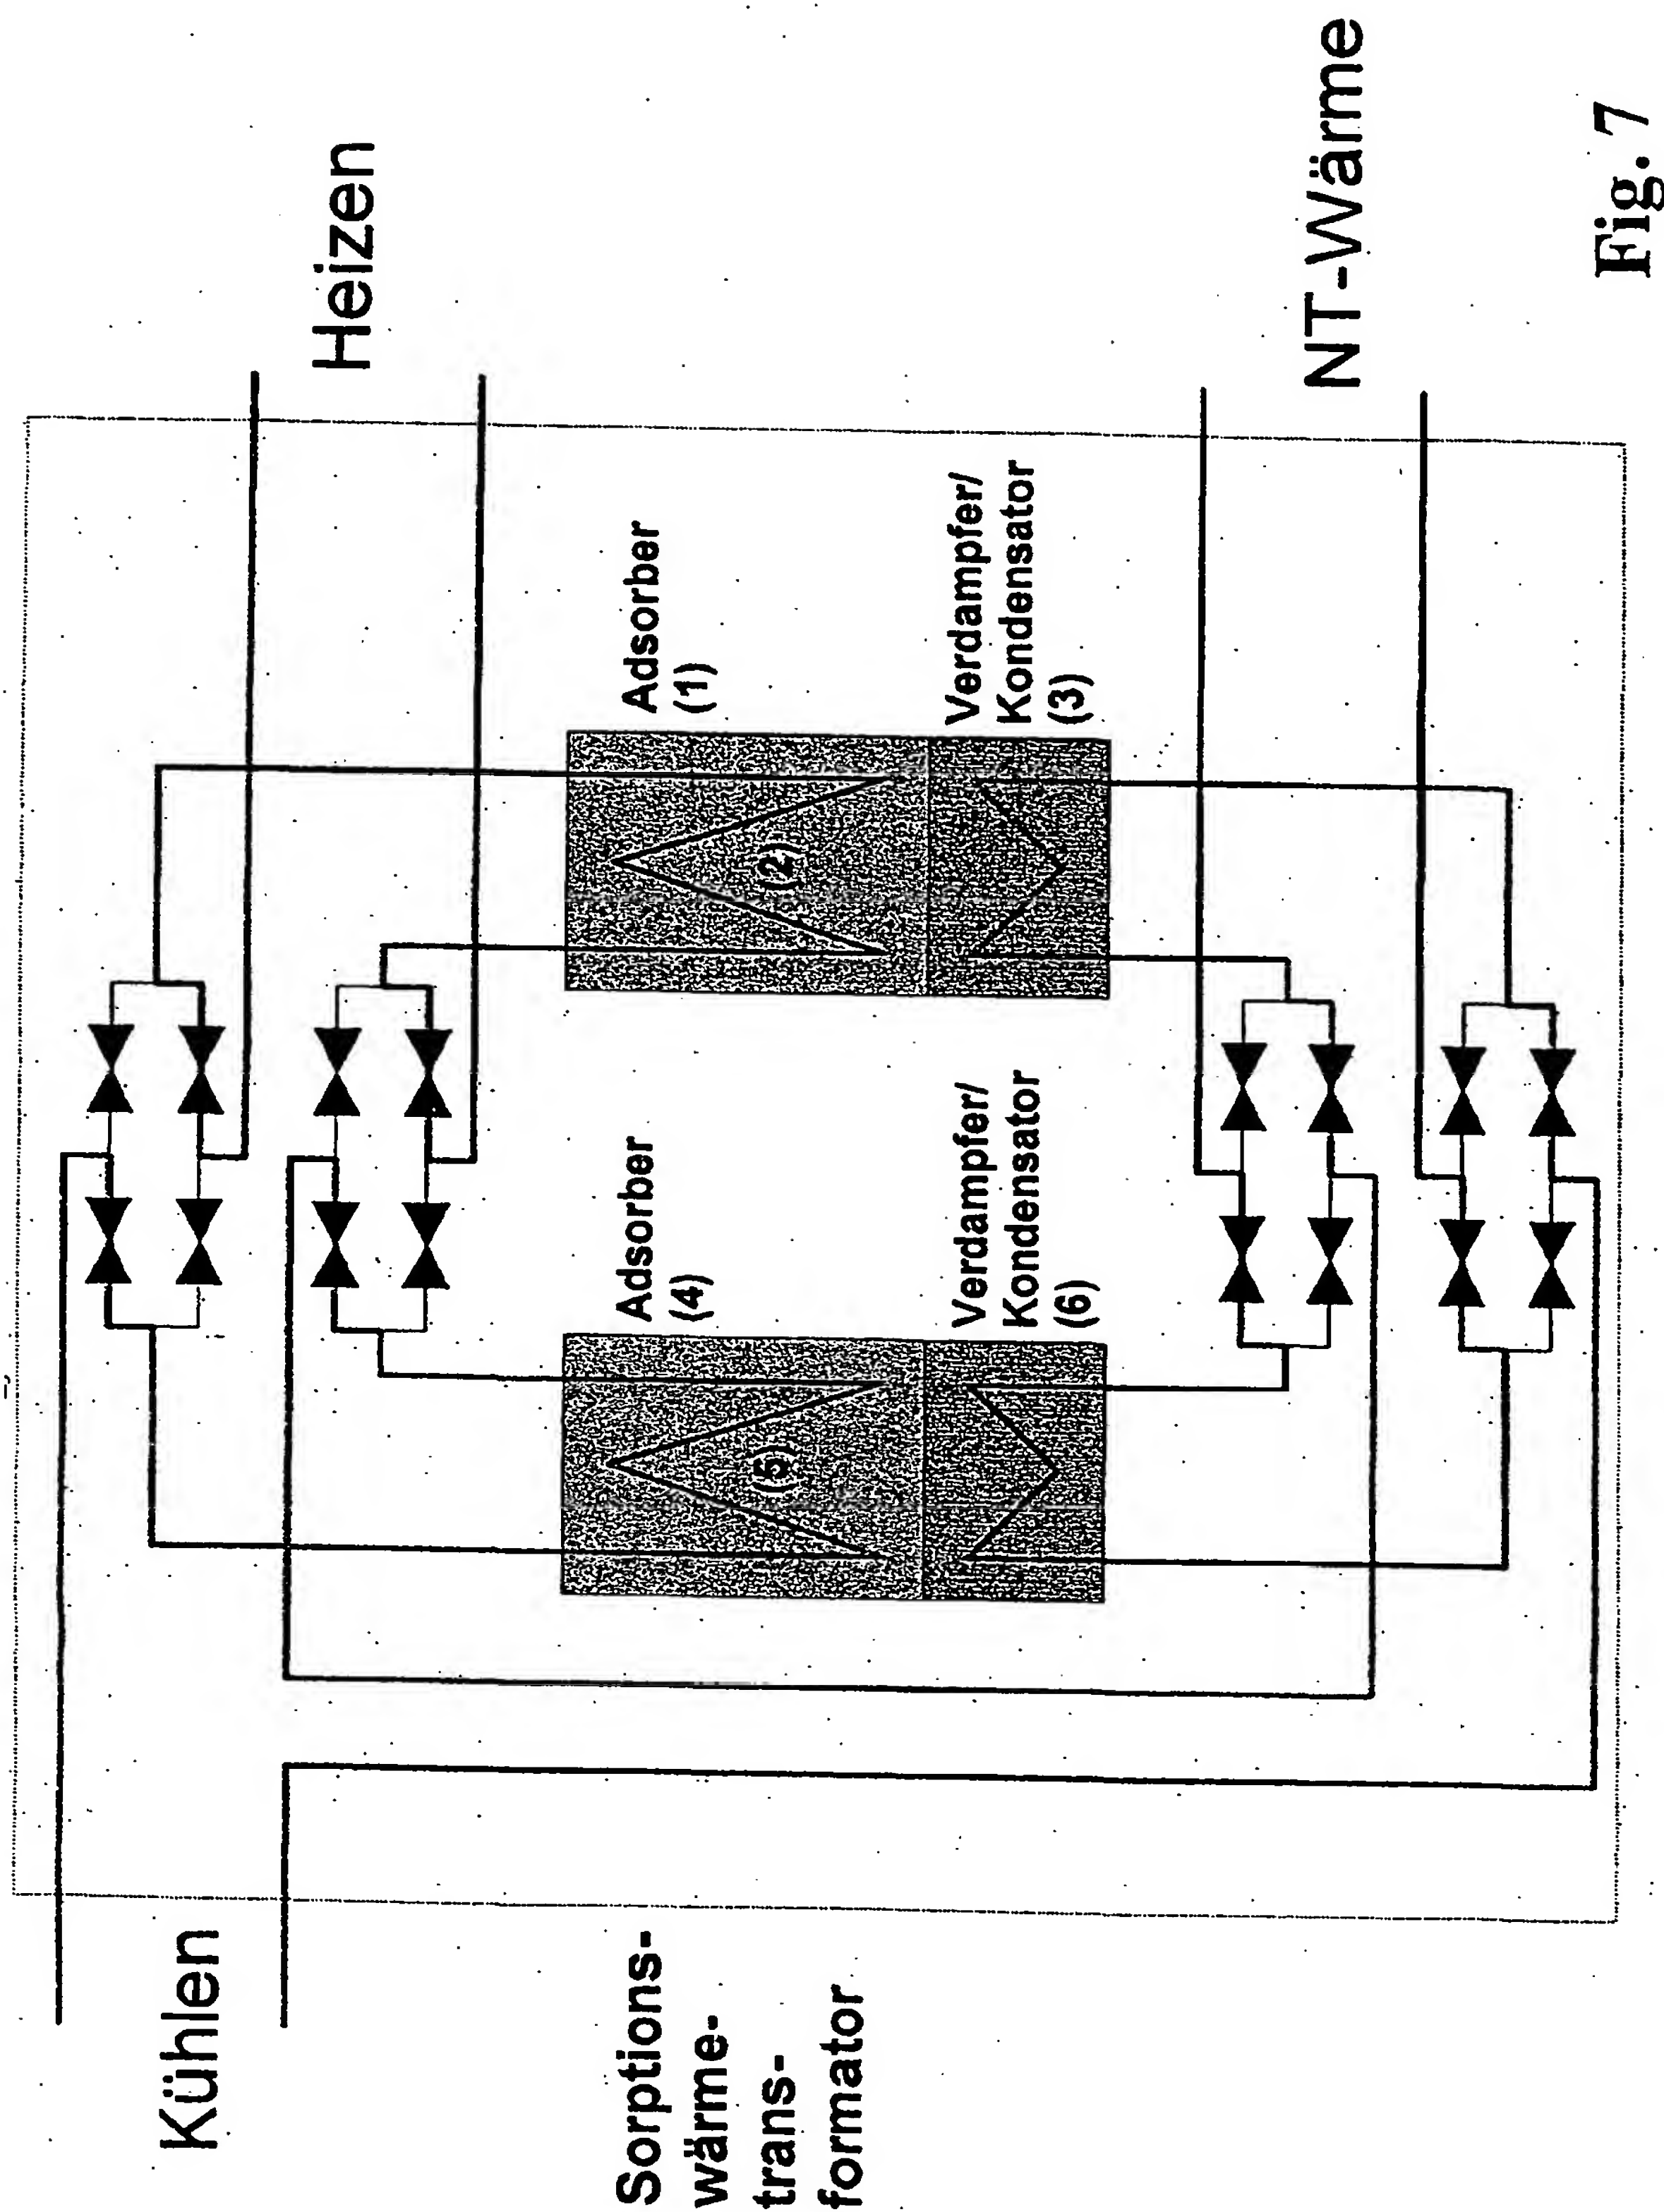 Kühlen
Heizen
Sorptions-
wärme-
trans-
formator
Adsorber
(4)
Adsorber
(1)
(5)
(2)
Verdampfer/
Kondensator
(6)
Verdampfer/
Kondensator
(3)
NT-Wärme
Fig. 7